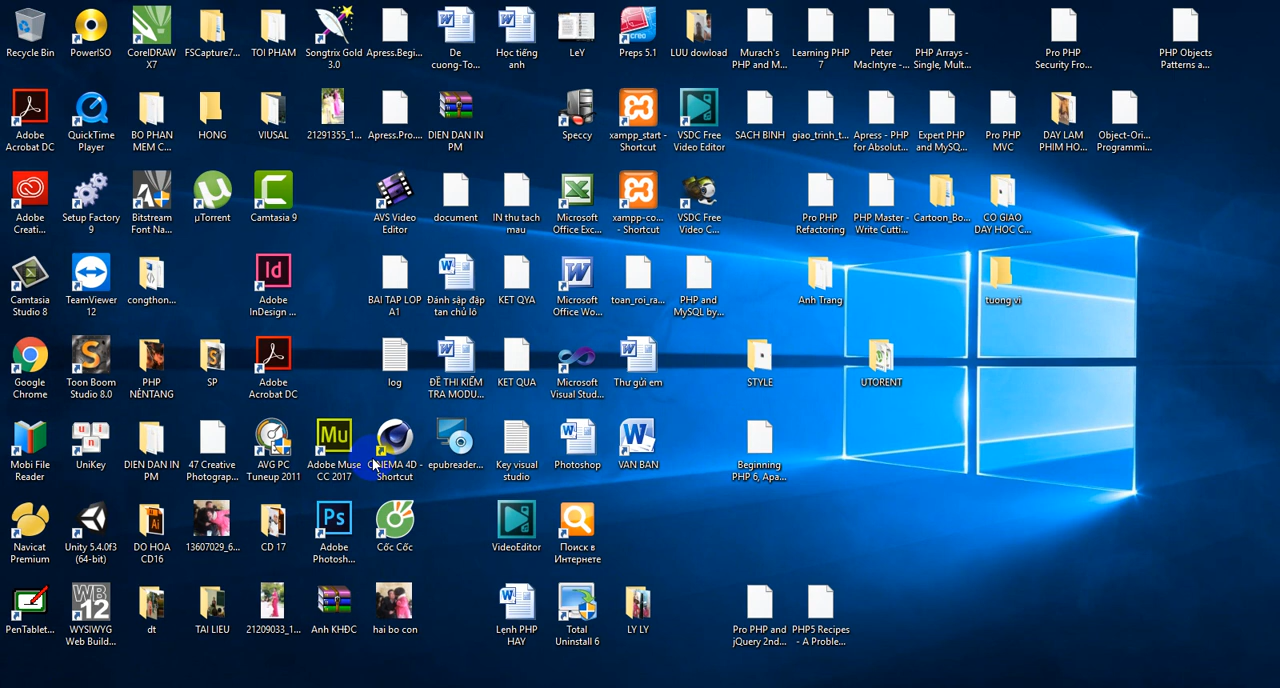 Recycle Bin
PowerISO
CorelDRAW
X7
FSCapture7...
TOI PHAM
Songtrix Gold
3.0
Apress.Begi...
De
cuong-To...
Học tiếng
anh
LeY
Preps 5.1
LUU dowload
Murach's
PHP and M...
Learning PHP
7
Peter
MacIntyre -...
PHP Arrays -
Single, Mult...
Pro PHP
Security Fro...
PHP Objects
Patterns a...
Adobe
Acrobat DC
QuickTime
Player
BO PHAN
MEM C...
HONG
VIUSAL
21291355_1...
Apress.Pro....
DIEN DAN IN
PM
Speccy
xampp_start -
Shortcut
VSDC Free
Video Editor
SACH BINH
giao_trinh_t...
Apress - PHP
for Absolut...
Expert PHP
and MySQ...
Pro PHP
MVC
DAY LAM
PHIM HO...
Object-Ori...
Programmi...
Adobe
Creati...
Setup Factory
9
Bitstream
Font Na...
µTorrent
Camtasia 9
AVS Video
Editor
document
IN thu tach
mau
Microsoft
Office Exc...
xampp-co...
- Shortcut
VSDC Free
Video C...
Pro PHP
Refactoring
PHP Master -
Write Cutti...
Cartoon_Bo...
CO GIAO
DAY HOC C...
Camtasia
Studio 8
TeamViewer
12
congthon...
Id
Adobe
InDesign ...
BAI TAP LOP
A1
Đánh sập đập
tan chủ lô
KET QYA
Microsoft
Office Wo...
toan_roi_ra...
PHP and
MySQL by...
Anh Trang
tuong vi
Google
Chrome
Toon Boom
Studio 8.0
PHP
NÊNTANG
SP
Adobe
Acrobat DC
log
ĐỀ THI KIỂM
TRA MODU...
KET QUA
Microsoft
Visual Stud...
Thư gửi em
STYLE
UTORENT
Mobi File
Reader
UniKey
DIEN DAN IN
PM
47 Creative
Photograp...
AVG PC
Tuneup 2011
Mu
Adobe Muse
CC 2017
CINEMA 4D -
Shortcut
epubreader...
Key visual
studio
Photoshop
VAN BAN
Beginning
PHP 6, Apa...
Navicat
Premium
Unity 5.4.0f3
(64-bit)
DO HOA
CD16
13607029_6...
CD 17
Ps
Adobe
Photosh...
Cốc Cốc
VideoEditor
Поиск в
Интернете
PenTablet...
WB
12
WYSIWYG
Web Build...
dt
TAI LIEU
21209033_1...
Anh KHĐC
hai bo con
Lenh PHP
HAY
Total
Uninstall 6
LY LY
Pro PHP and
jQuery 2nd...
PHP5 Recipes
- A Proble...